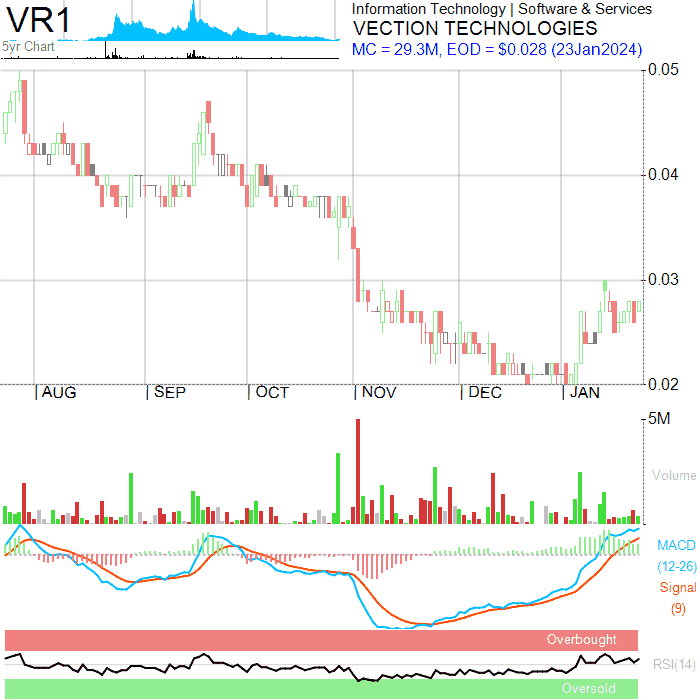 VR1
5yr Chart
Information Technology | Software & Services
VECTION TECHNOLOGIES
MC = 29.3M, EOD = $0.028 (23Jan2024)
0.05
0.04
0.03
0.02
| AUG | SEP | OCT | NOV | DEC | JAN
5M
Volume
MACD
(12-26)
Signal
(9)
Overbought
RSI(14)
Oversold